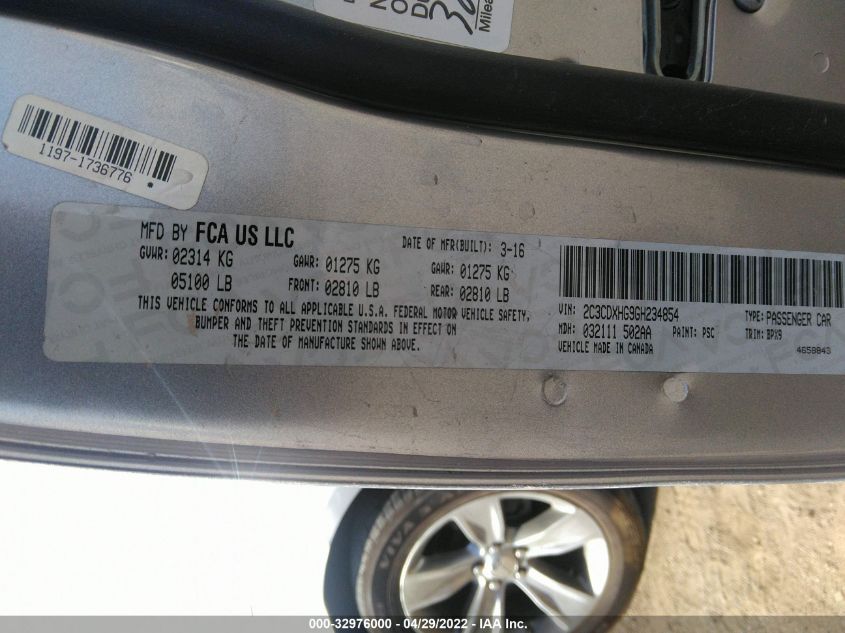 Milea
1197-1736776
MFD BY FCA US LLC
DATE OF MFR(BUILT): 3-16
GVWR: 02314 KG
GAWR: 01275 KG
GAWR: 01275 KG
05100 LB
FRONT: 02810 LB
REAR: 02810 LB
THIS VEHICLE CONFORMS TO ALL APPLICABLE U.S.A. FEDERAL MOTOR VEHICLE SAFETY,
BUMPER AND THEFT PREVENTION STANDARDS IN EFFECT ON
THE DATE OF MANUFACTURE SHOWN ABOVE.
VIN: 2C3CDXHG9GH234854
TYPE: PASSENGER CAR
MDH: 032111 502AA
PAINT: PSC
TRIM: BPX9
VEHICLE MADE IN CANADA
4658843
VIVA 3
000-32976000 - 04/29/2022 - IAA Inc.